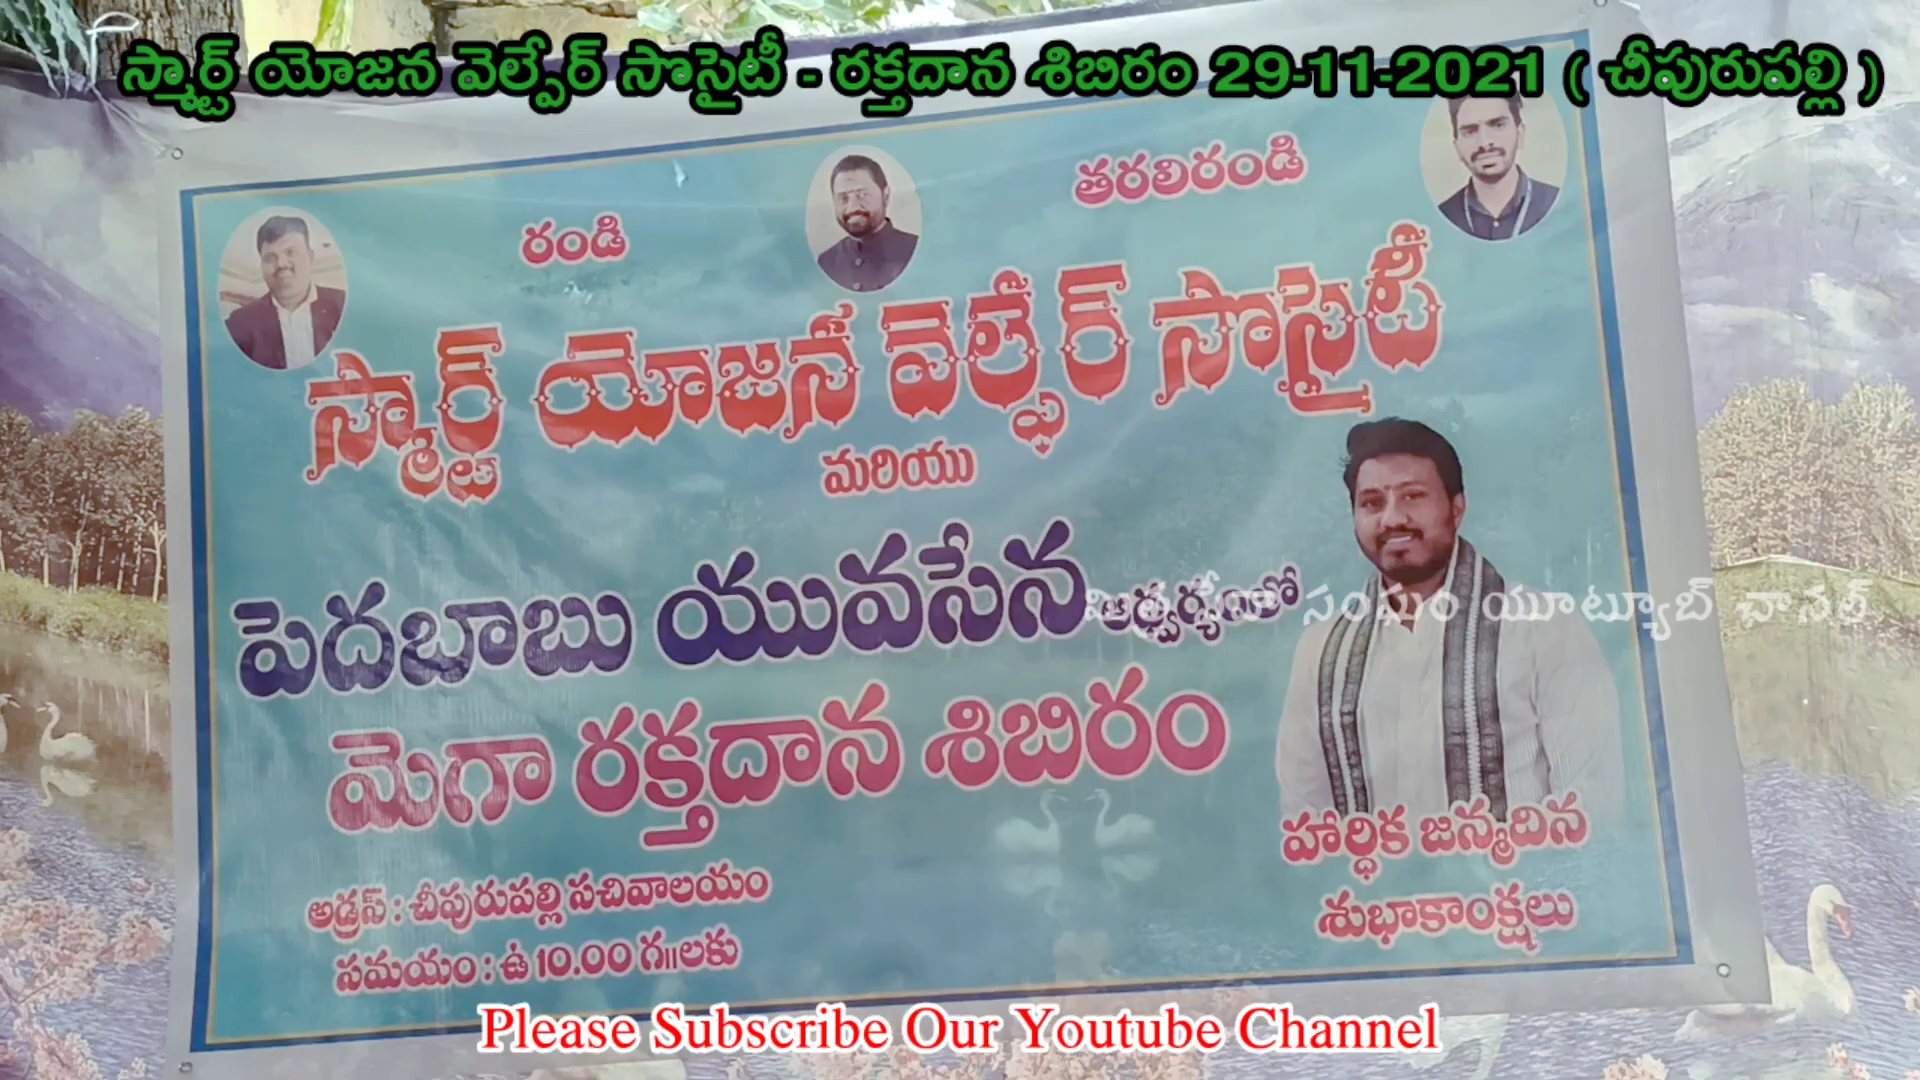 స్మార్ట్ యోజన వెల్ఫేర్ సొసైటీ - రక్తదాన శిబిరం 29-11-2021 ( చీపురుపల్లి )
రండి
తరలిరండి
స్మార్ట్ యోజన వెల్ఫేర్ సొసైటీ
మరియు
పెదబాబు యువసేన ఆధ్వర్యంలో
సంఘం యూట్యూబ్ చానల్
మెగా రక్తదాన శిబిరం
హార్ధిక జన్మదిన
శుభాకాంక్షలు
అడ్రస్ : చీపురుపల్లి సచివాలయం
సమయం : ఉ 10.00 గ॥లకు
Please Subscribe Our Youtube Channel